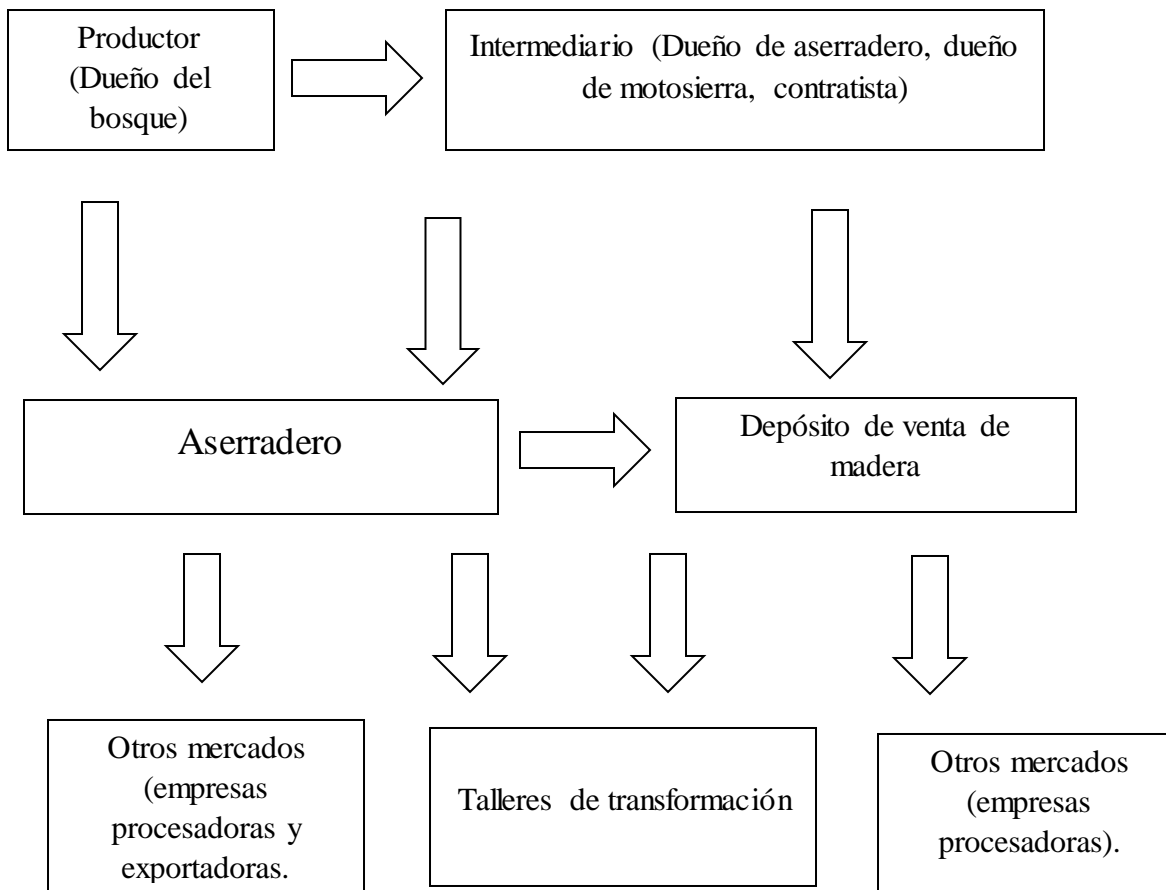 Productor
(Dueño del
bosque)
Intermediario (Dueño de aserradero, dueño
de motosierra, contratista)
Aserradero
Depósito de venta de
madera
Otros mercados
(empresas
procesadoras y
exportadoras.
Talleres de transformación
Otros mercados
(empresas
procesadoras).